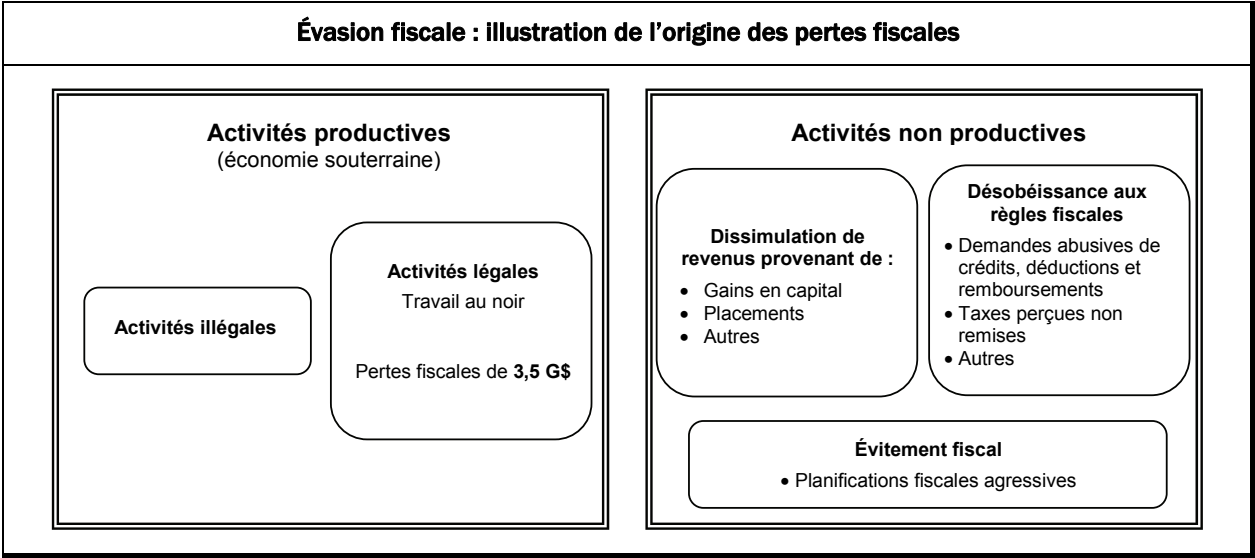 Évasion fiscale : illustration de l’origine des pertes fiscales
Activités productives
(économie souterraine)
Activités illégales
Activités légales
Travail au noir
Pertes fiscales de 3,5 G$
Activités non productives
Dissimulation de
revenus provenant de :
• Gains en capital
• Placements
• Autres
Désobéissance aux
règles fiscales
• Demandes abusives de
crédits, déductions et
remboursements
• Taxes perçues non
remises
• Autres
Évitement fiscal
• Planifications fiscales agressives